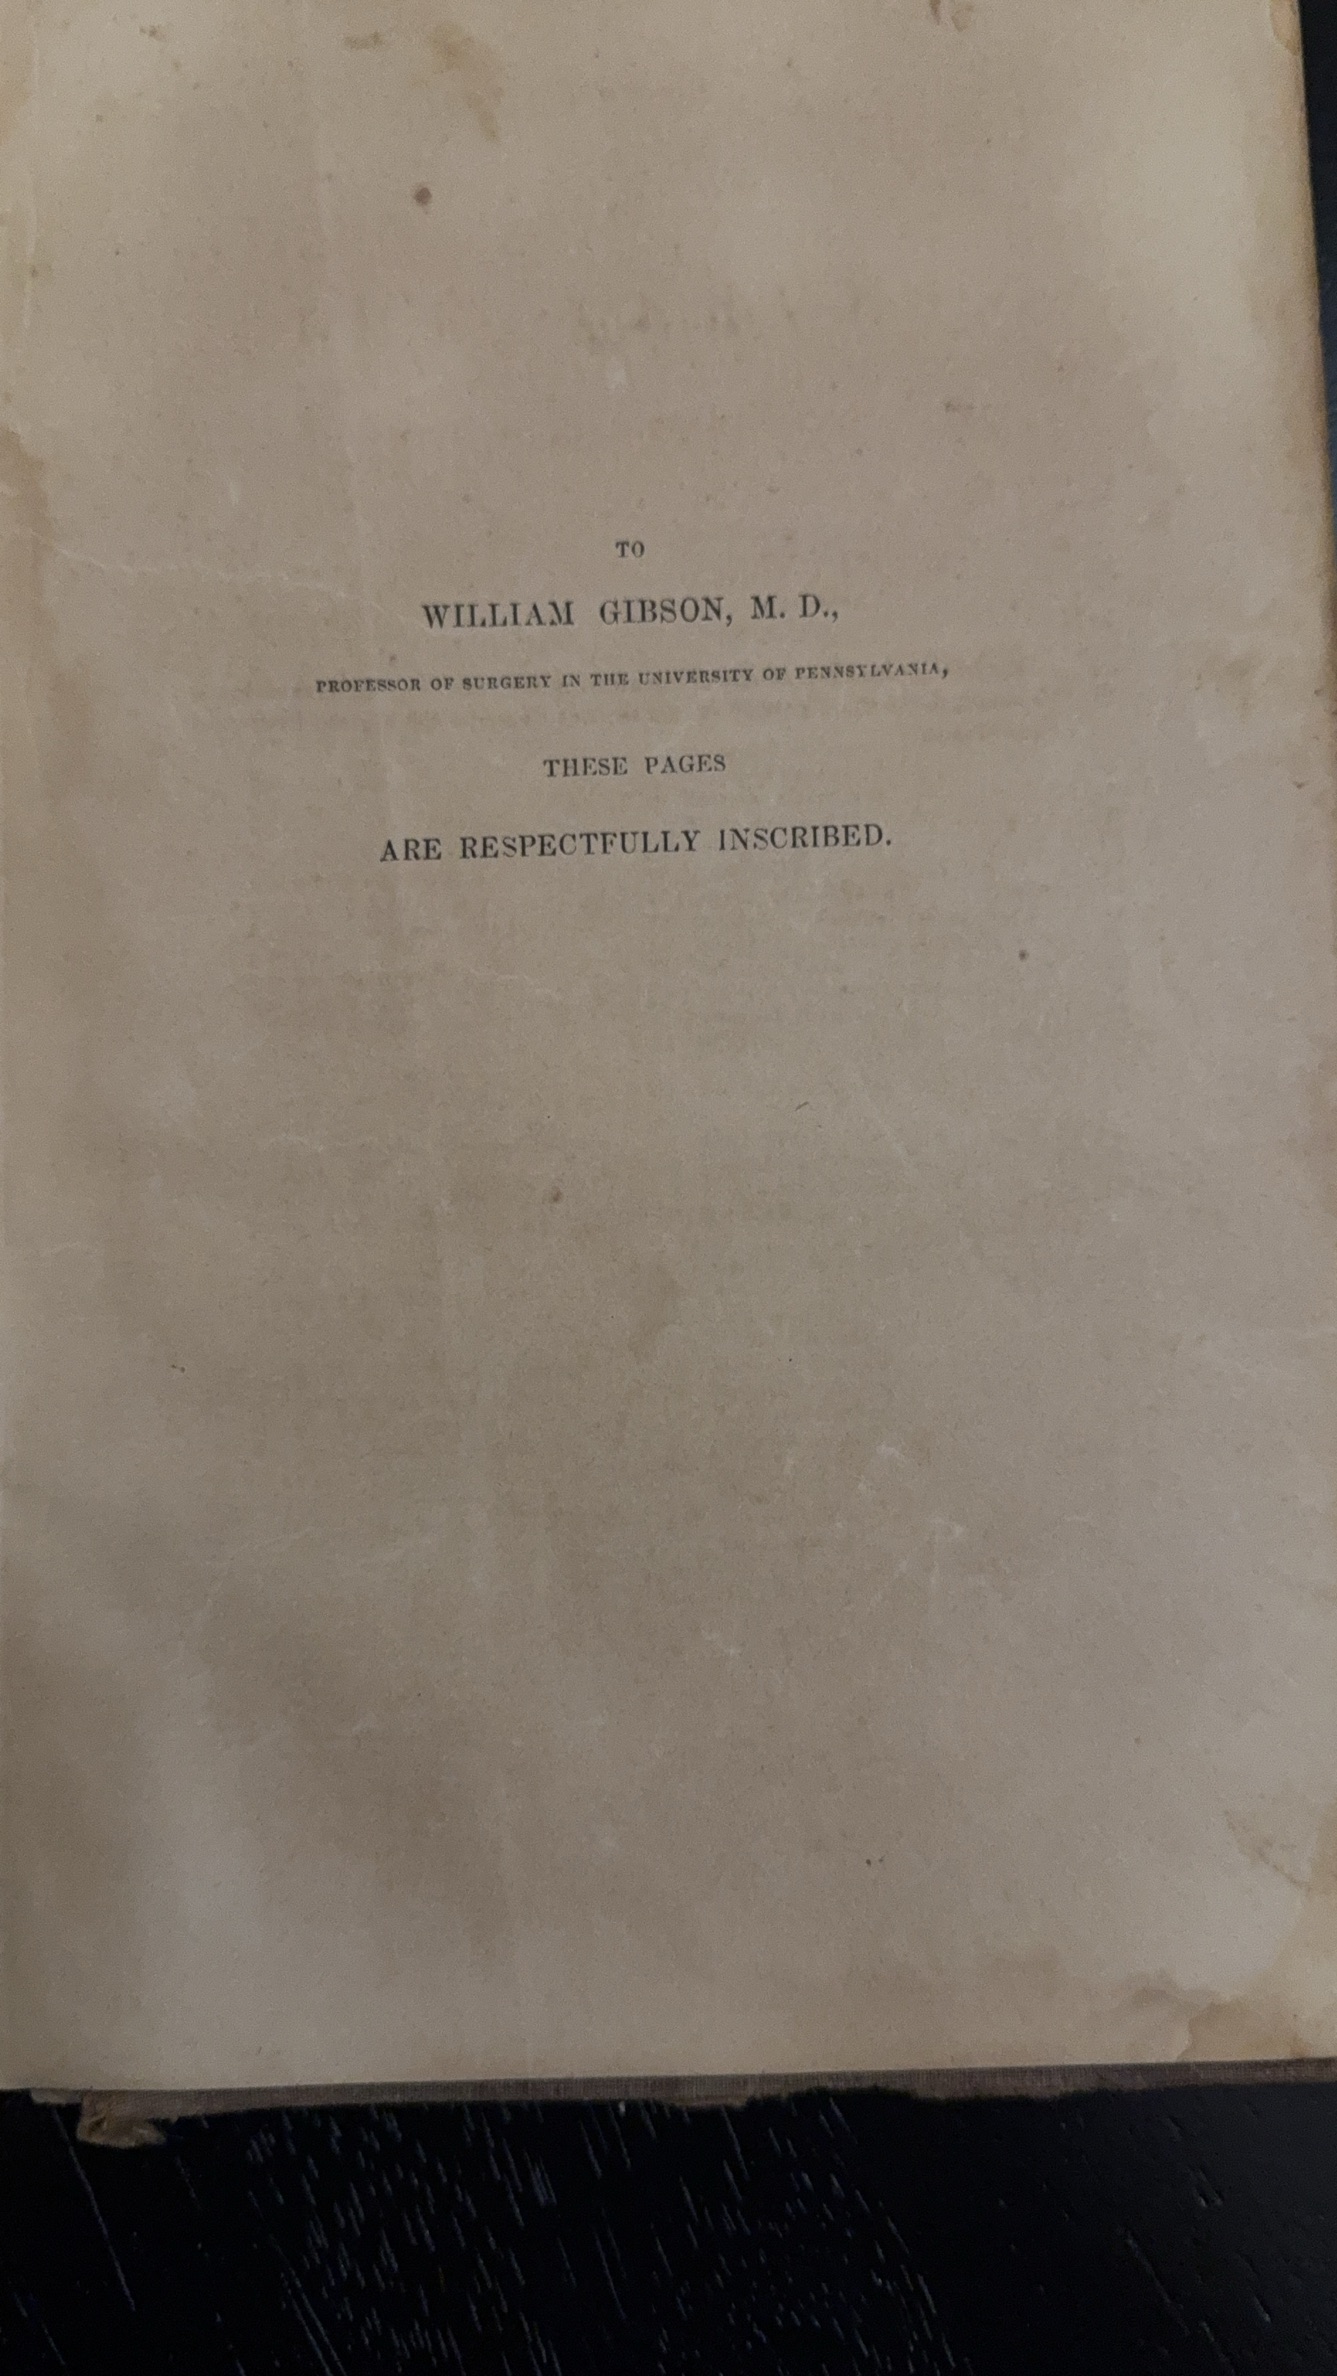 TO
WILLIAM GIBSON, M. D.,
PROFESSOR OF SURGERY IN THE UNIVERSITY OF PENNSYLVANIA,
THESE PAGES
ARE RESPECTFULLY INSCRIBED.